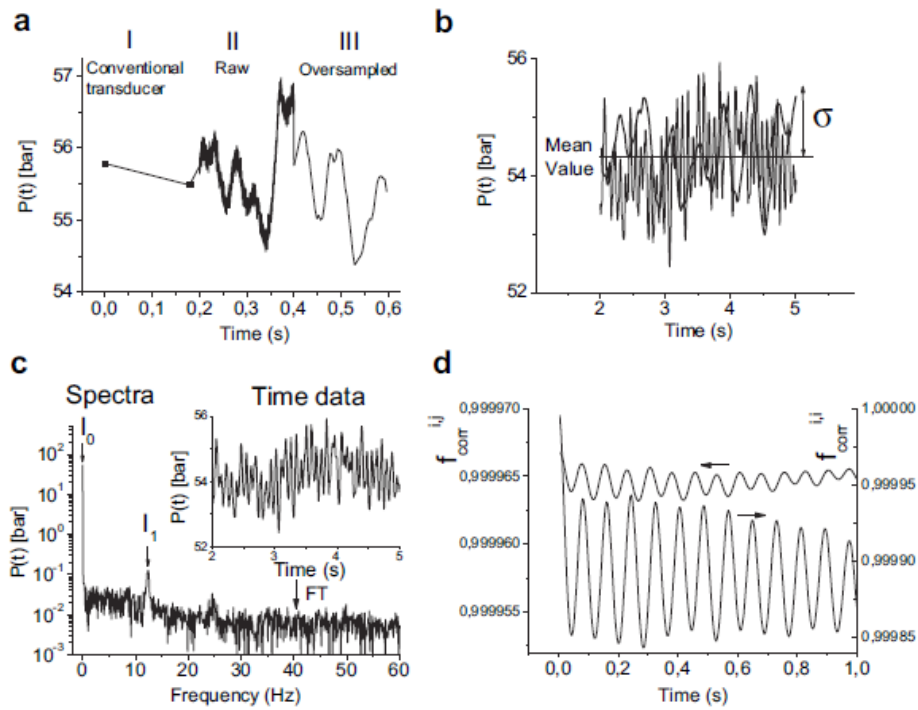 a
I II III
Conventional
transducer
Raw
Oversampled
57
56
55
54
P(t) [bar]
0,0 0,1 0,2 0,3 0,4 0,5 0,6
Time (s)
b
56
54
52
P(t) [bar]
Mean
Value
σ
2 3 4 5
Time (s)
c
Spectra
Time data
I0
I1
10²
10¹
10⁰
10⁻¹
10⁻²
10⁻³
P(t) [bar]
56
54
52
P(t) [bar]
2 3 4 5
Time (s)
FT
0 10 20 30 40 50 60
Frequency (Hz)
d
f corr i,j
0,999970
0,999965
0,999960
0,999955
f corr i,i
1,00000
0,99995
0,99990
0,99985
0,0 0,2 0,4 0,6 0,8 1,0
Time (s)